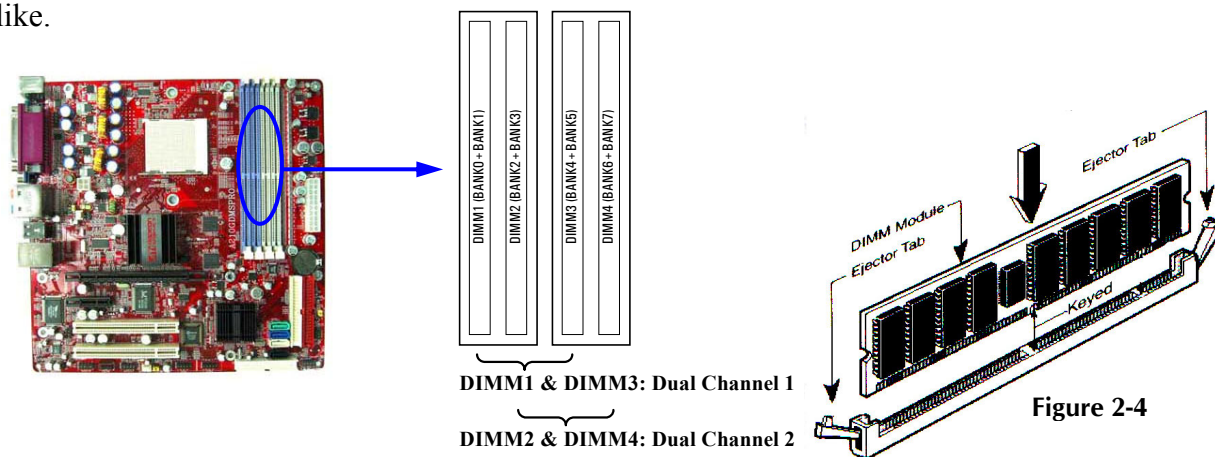 like.
DIMM1 (BANK0+BANK1)
DIMM2 (BANK2+BANK3)
DIMM3 (BANK4+BANK5)
DIMM4 (BANK6+BANK7)
DIMM1 & DIMM3: Dual Channel 1
DIMM2 & DIMM4: Dual Channel 2
A210GDMSPRO
Ejector Tab
DIMM Module
Ejector Tab
Keyed
Figure 2-4